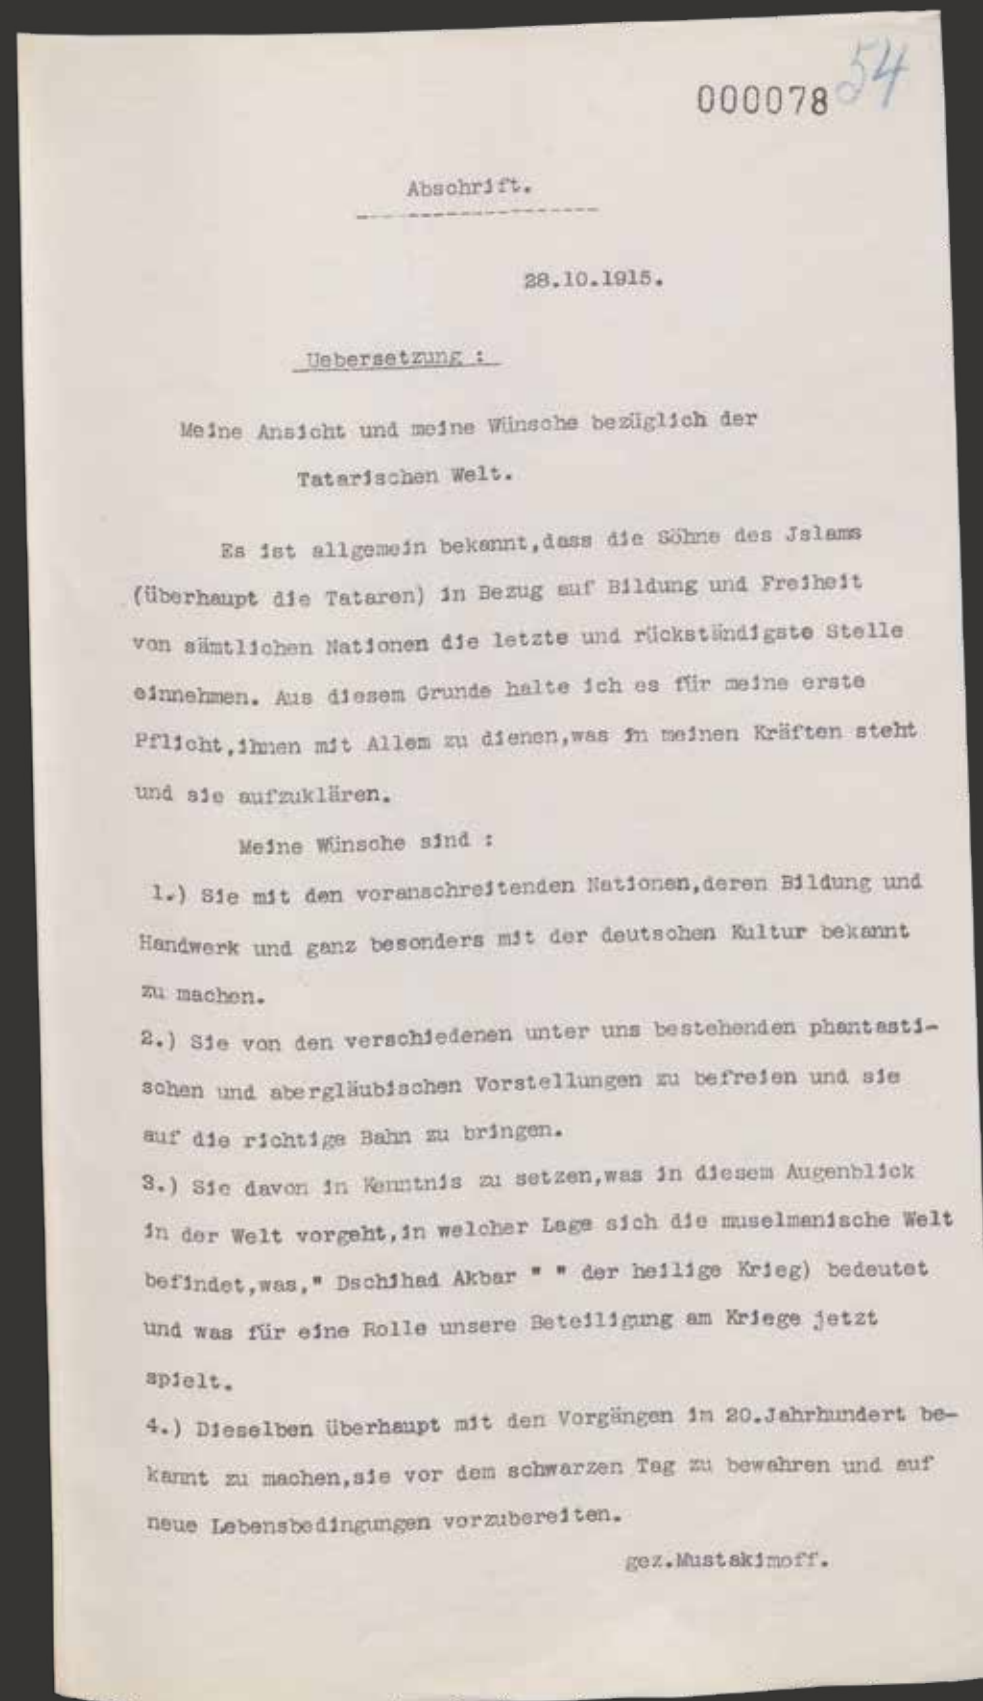 54
000078
Abschrift.
28.10.1915.
Uebersetzung :
Meine Ansicht und meine Wünsche bezüglich der
Tatarischen Welt.
Es ist allgemein bekannt,dass die Söhne des Jslams
(überhaupt die Tataren) in Bezug auf Bildung und Freiheit
von sämtlichen Nationen die letzte und rückständigste Stelle
einnehmen. Aus diesem Grunde halte ich es für meine erste
Pflicht,ihnen mit Allem zu dienen,was in meinen Kräften steht
und sie aufzuklären.
Meine Wünsche sind :
1.) Sie mit den voranschreitenden Nationen,deren Bildung und
Handwerk und ganz besonders mit der deutschen Kultur bekannt
zu machen.
2.) Sie von den verschiedenen unter uns bestehenden phantasti-
schen und abergläubischen Vorstellungen zu befreien und sie
auf die richtige Bahn zu bringen.
3.) Sie davon in Kenntnis zu setzen,was in diesem Augenblick
in der Welt vorgeht,in welcher Lage sich die muselmanische Welt
befindet,was," Dschihad Akbar " " der heilige Krieg) bedeutet
und was für eine Rolle unsere Beteiligung am Kriege jetzt
spielt.
4.) Dieselben überhaupt mit den Vorgängen im 20.Jahrhundert be-
kannt zu machen,sie vor dem schwarzen Tag zu bewahren und auf
neue Lebensbedingungen vorzubereiten.
gez.Mustakimoff.